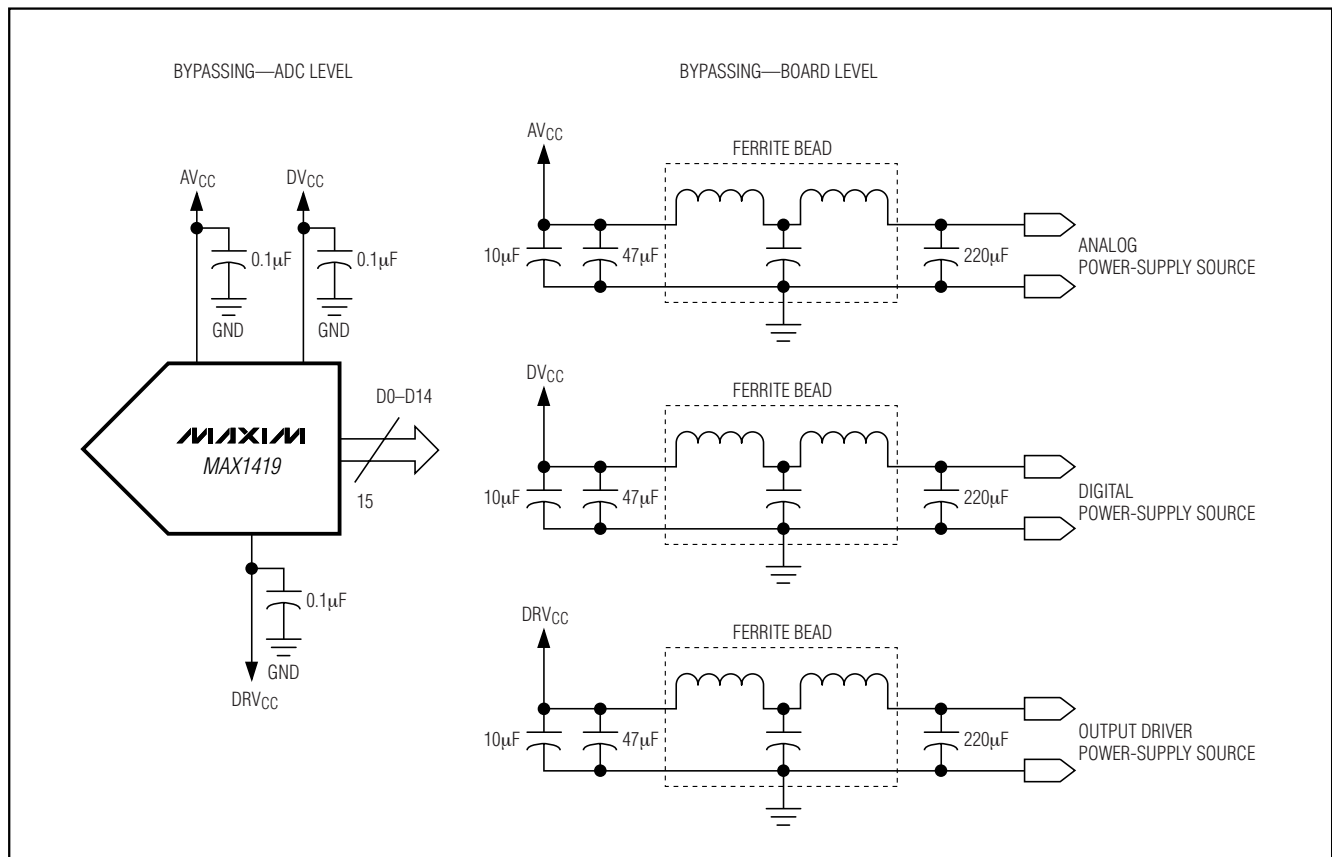 BYPASSING—ADC LEVEL
AVCC
DVCC
0.1µF
0.1µF
GND
GND
MAXIM
MAX1419
D0–D14
15
0.1µF
GND
DRVCC
BYPASSING—BOARD LEVEL
AVCC
FERRITE BEAD
10µF
47µF
220µF
ANALOG
POWER-SUPPLY SOURCE
DVCC
FERRITE BEAD
10µF
47µF
220µF
DIGITAL
POWER-SUPPLY SOURCE
DRVCC
FERRITE BEAD
10µF
47µF
220µF
OUTPUT DRIVER
POWER-SUPPLY SOURCE